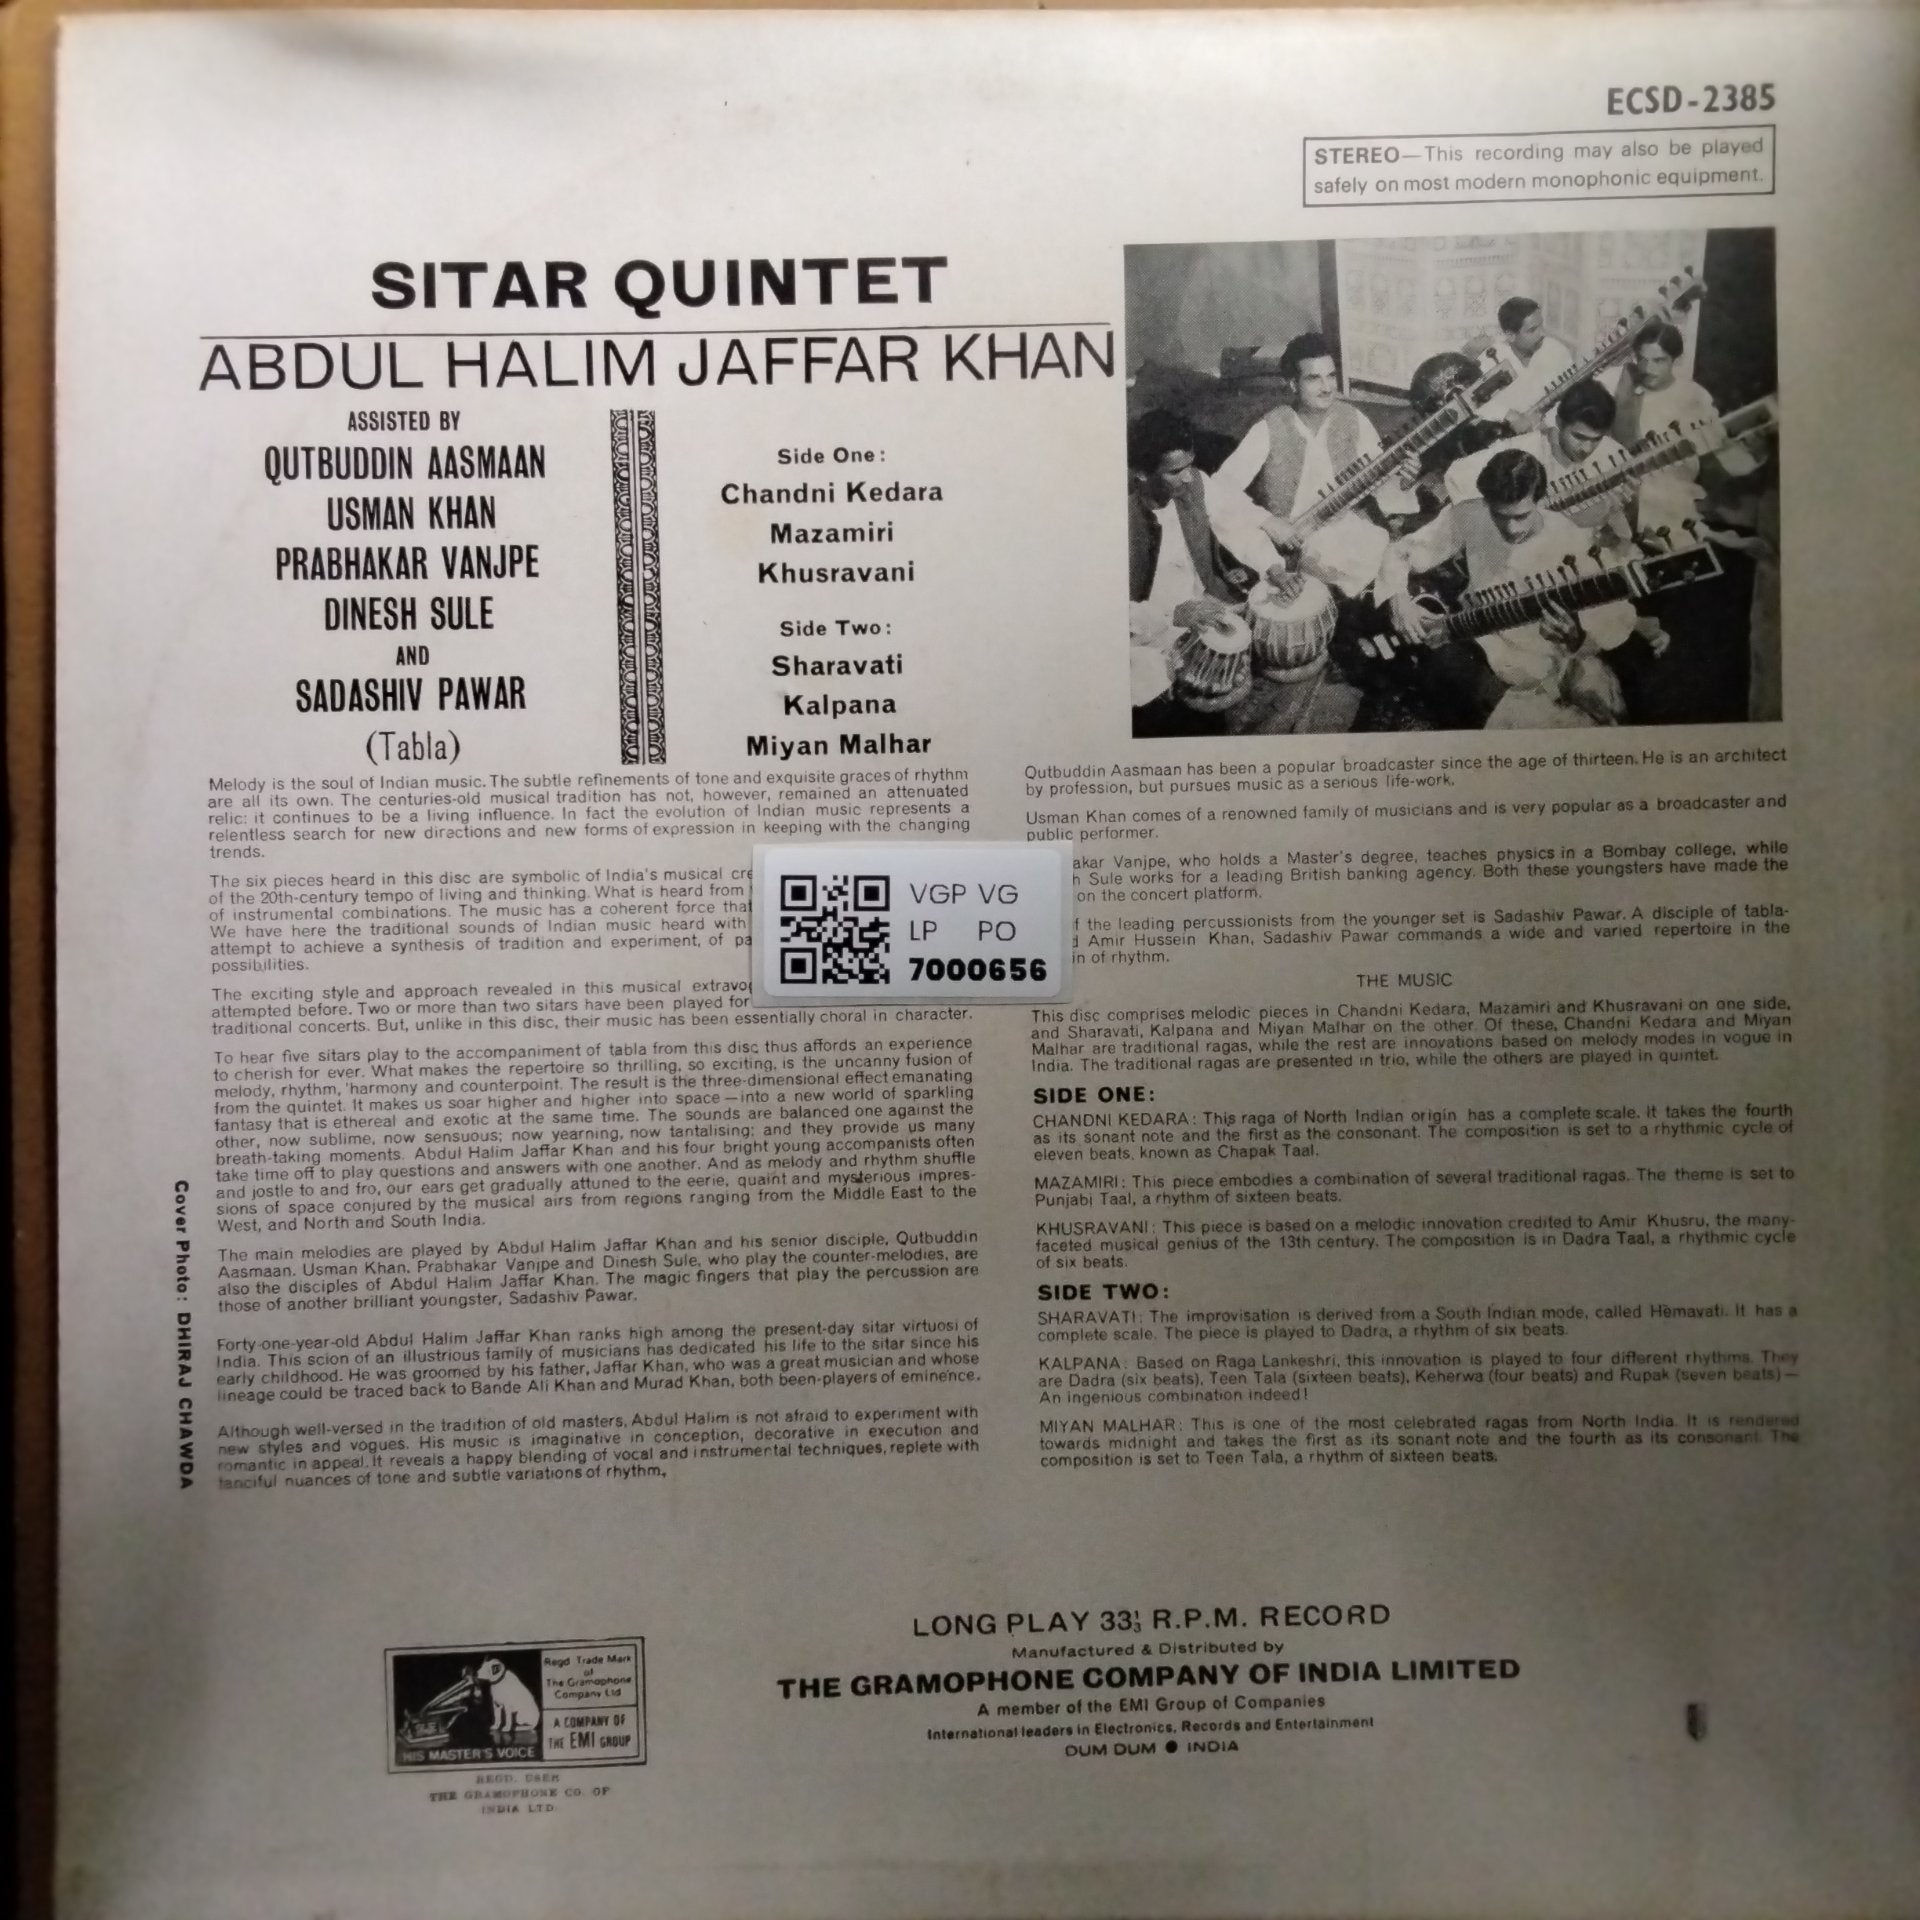 ECSD-2385
STEREO—This recording may also be played
safely on most modern monophonic equipment.
SITAR QUINTET
ABDUL HALIM JAFFAR KHAN
ASSISTED BY
QUTBUDDIN AASMAAN
USMAN KHAN
PRABHAKAR VANJPE
DINESH SULE
AND
SADASHIV PAWAR
(Tabla)
Side One:
Chandni Kedara
Mazamiri
Khusravani
Side Two:
Sharavati
Kalpana
Miyan Malhar
Melody is the soul of Indian music. The subtle refinements of tone and exquisite graces of rhythm
are all its own. The centuries-old musical tradition has not, however, remained an attenuated
relic: it continues to be a living influence. In fact the evolution of Indian music represents a
relentless search for new directions and new forms of expression in keeping with the changing
trends.
The six pieces heard in this disc are symbolic of India's musical
of the 20th-century tempo of living and thinking. What is heard from
of instrumental combinations. The music has a coherent force that
We have here the traditional sounds of Indian music heard with
attempt to achieve a synthesis of tradition and experiment, of
possibilities.
The exciting style and approach revealed in this musical
attempted before. Two or more than two sitars have been played for
traditional concerts. But, unlike in this disc, their music has been essentially choral in character.
To hear five sitars play to the accompaniment of tabla from this disc thus affords an experience
to cherish for ever. What makes the repertoire so thrilling, so exciting, is the uncanny fusion of
melody, rhythm, 'harmony and counterpoint. The result is the three-dimensional effect emanating
from the quintet. It makes us soar higher and higher into space—into a new world of sparkling
fantasy that is ethereal and exotic at the same time. The sounds are balanced one against the
other, now sublime, now sensuous; now yearning, now tantalising; and they provide us many
breath-taking moments. Abdul Halim Jaffar Khan and his four bright young accompanists often
take time off to play questions and answers with one another. And as melody and rhythm shuffle
and jostle to and fro, our ears get gradually attuned to the eerie, quaint and mysterious impres-
sions of space conjured by the musical airs from regions ranging from the Middle East to the
West, and North and South India.
The main melodies are played by Abdul Halim Jaffar Khan and his senior disciple, Qutbuddin
Aasmaan. Usman Khan, Prabhakar Vanjpe and Dinesh Sule, who play the counter-melodies, are
also the disciples of Abdul Halim Jaffar Khan. The magic fingers that play the percussion are
those of another brilliant youngster, Sadashiv Pawar.
Forty-one-year-old Abdul Halim Jaffar Khan ranks high among the present-day sitar virtuosi of
India. This scion of an illustrious family of musicians has dedicated his life to the sitar since his
early childhood. He was groomed by his father, Jaffar Khan, who was a great musician and whose
lineage could be traced back to Bande Ali Khan and Murad Khan, both been-players of eminence.
Although well-versed in the tradition of old masters, Abdul Halim is not afraid to experiment with
new styles and vogues. His music is imaginative in conception, decorative in execution and
romantic in appeal. It reveals a happy blending of vocal and instrumental techniques, replete with
fanciful nuances of tone and subtle variations of rhythm.
Cover Photo: DHIRAJ CHAWDA
VGP VG
LP PO
7000656
Qutbuddin Aasmaan has been a popular broadcaster since the age of thirteen. He is an architect
by profession, but pursues music as a serious life-work.
Usman Khan comes of a renowned family of musicians and is very popular as a broadcaster and
public performer.
akar Vanjpe, who holds a Master's degree, teaches physics in a Bombay college, while
h Sule works for a leading British banking agency. Both these youngsters have made the
on the concert platform.
f the leading percussionists from the younger set is Sadashiv Pawar. A disciple of tabla-
Amir Hussein Khan, Sadashiv Pawar commands a wide and varied repertoire in the
in of rhythm.
THE MUSIC
This disc comprises melodic pieces in Chandni Kedara, Mazamiri and Khusravani on one side,
and Sharavati, Kalpana and Miyan Malhar on the other. Of these, Chandni Kedara and Miyan
Malhar are traditional ragas, while the rest are innovations based on melody modes in vogue in
India. The traditional ragas are presented in trio, while the others are played in quintet.
SIDE ONE:
CHANDNI KEDARA: This raga of North Indian origin has a complete scale. It takes the fourth
as its sonant note and the first as the consonant. The composition is set to a rhythmic cycle of
eleven beats, known as Chapak Taal.
MAZAMIRI: This piece embodies a combination of several traditional ragas. The theme is set to
Punjabi Taal, a rhythm of sixteen beats.
KHUSRAVANI: This piece is based on a melodic innovation credited to Amir Khusru, the many-
faceted musical genius of the 13th century. The composition is in Dadra Taal, a rhythmic cycle
of six beats.
SIDE TWO:
SHARAVATI: The improvisation is derived from a South Indian mode, called Hemavati. It has a
complete scale. The piece is played to Dadra, a rhythm of six beats.
KALPANA: Based on Raga Lankeshri, this innovation is played to four different rhythms. They
are Dadra (six beats), Teen Tala (sixteen beats), Keherwa (four beats) and Rupak (seven beats)—
An ingenious combination indeed!
MIYAN MALHAR: This is one of the most celebrated ragas from North India. It is rendered
towards midnight and takes the first as its sonant note and the fourth as its consonant. The
composition is set to Teen Tala, a rhythm of sixteen beats.
LONG PLAY 33⅓ R.P.M. RECORD
Manufactured & Distributed by
THE GRAMOPHONE COMPANY OF INDIA LIMITED
A member of the EMI Group of Companies
International leaders in Electronics, Records and Entertainment
DUM DUM ● INDIA
Regd Trade Mark
of
The Gramophone
Company Ltd
A COMPANY OF
THE EMI GROUP
HIS MASTER'S VOICE
REGD. USER
THE GRAMOPHONE CO. OF
INDIA LTD.